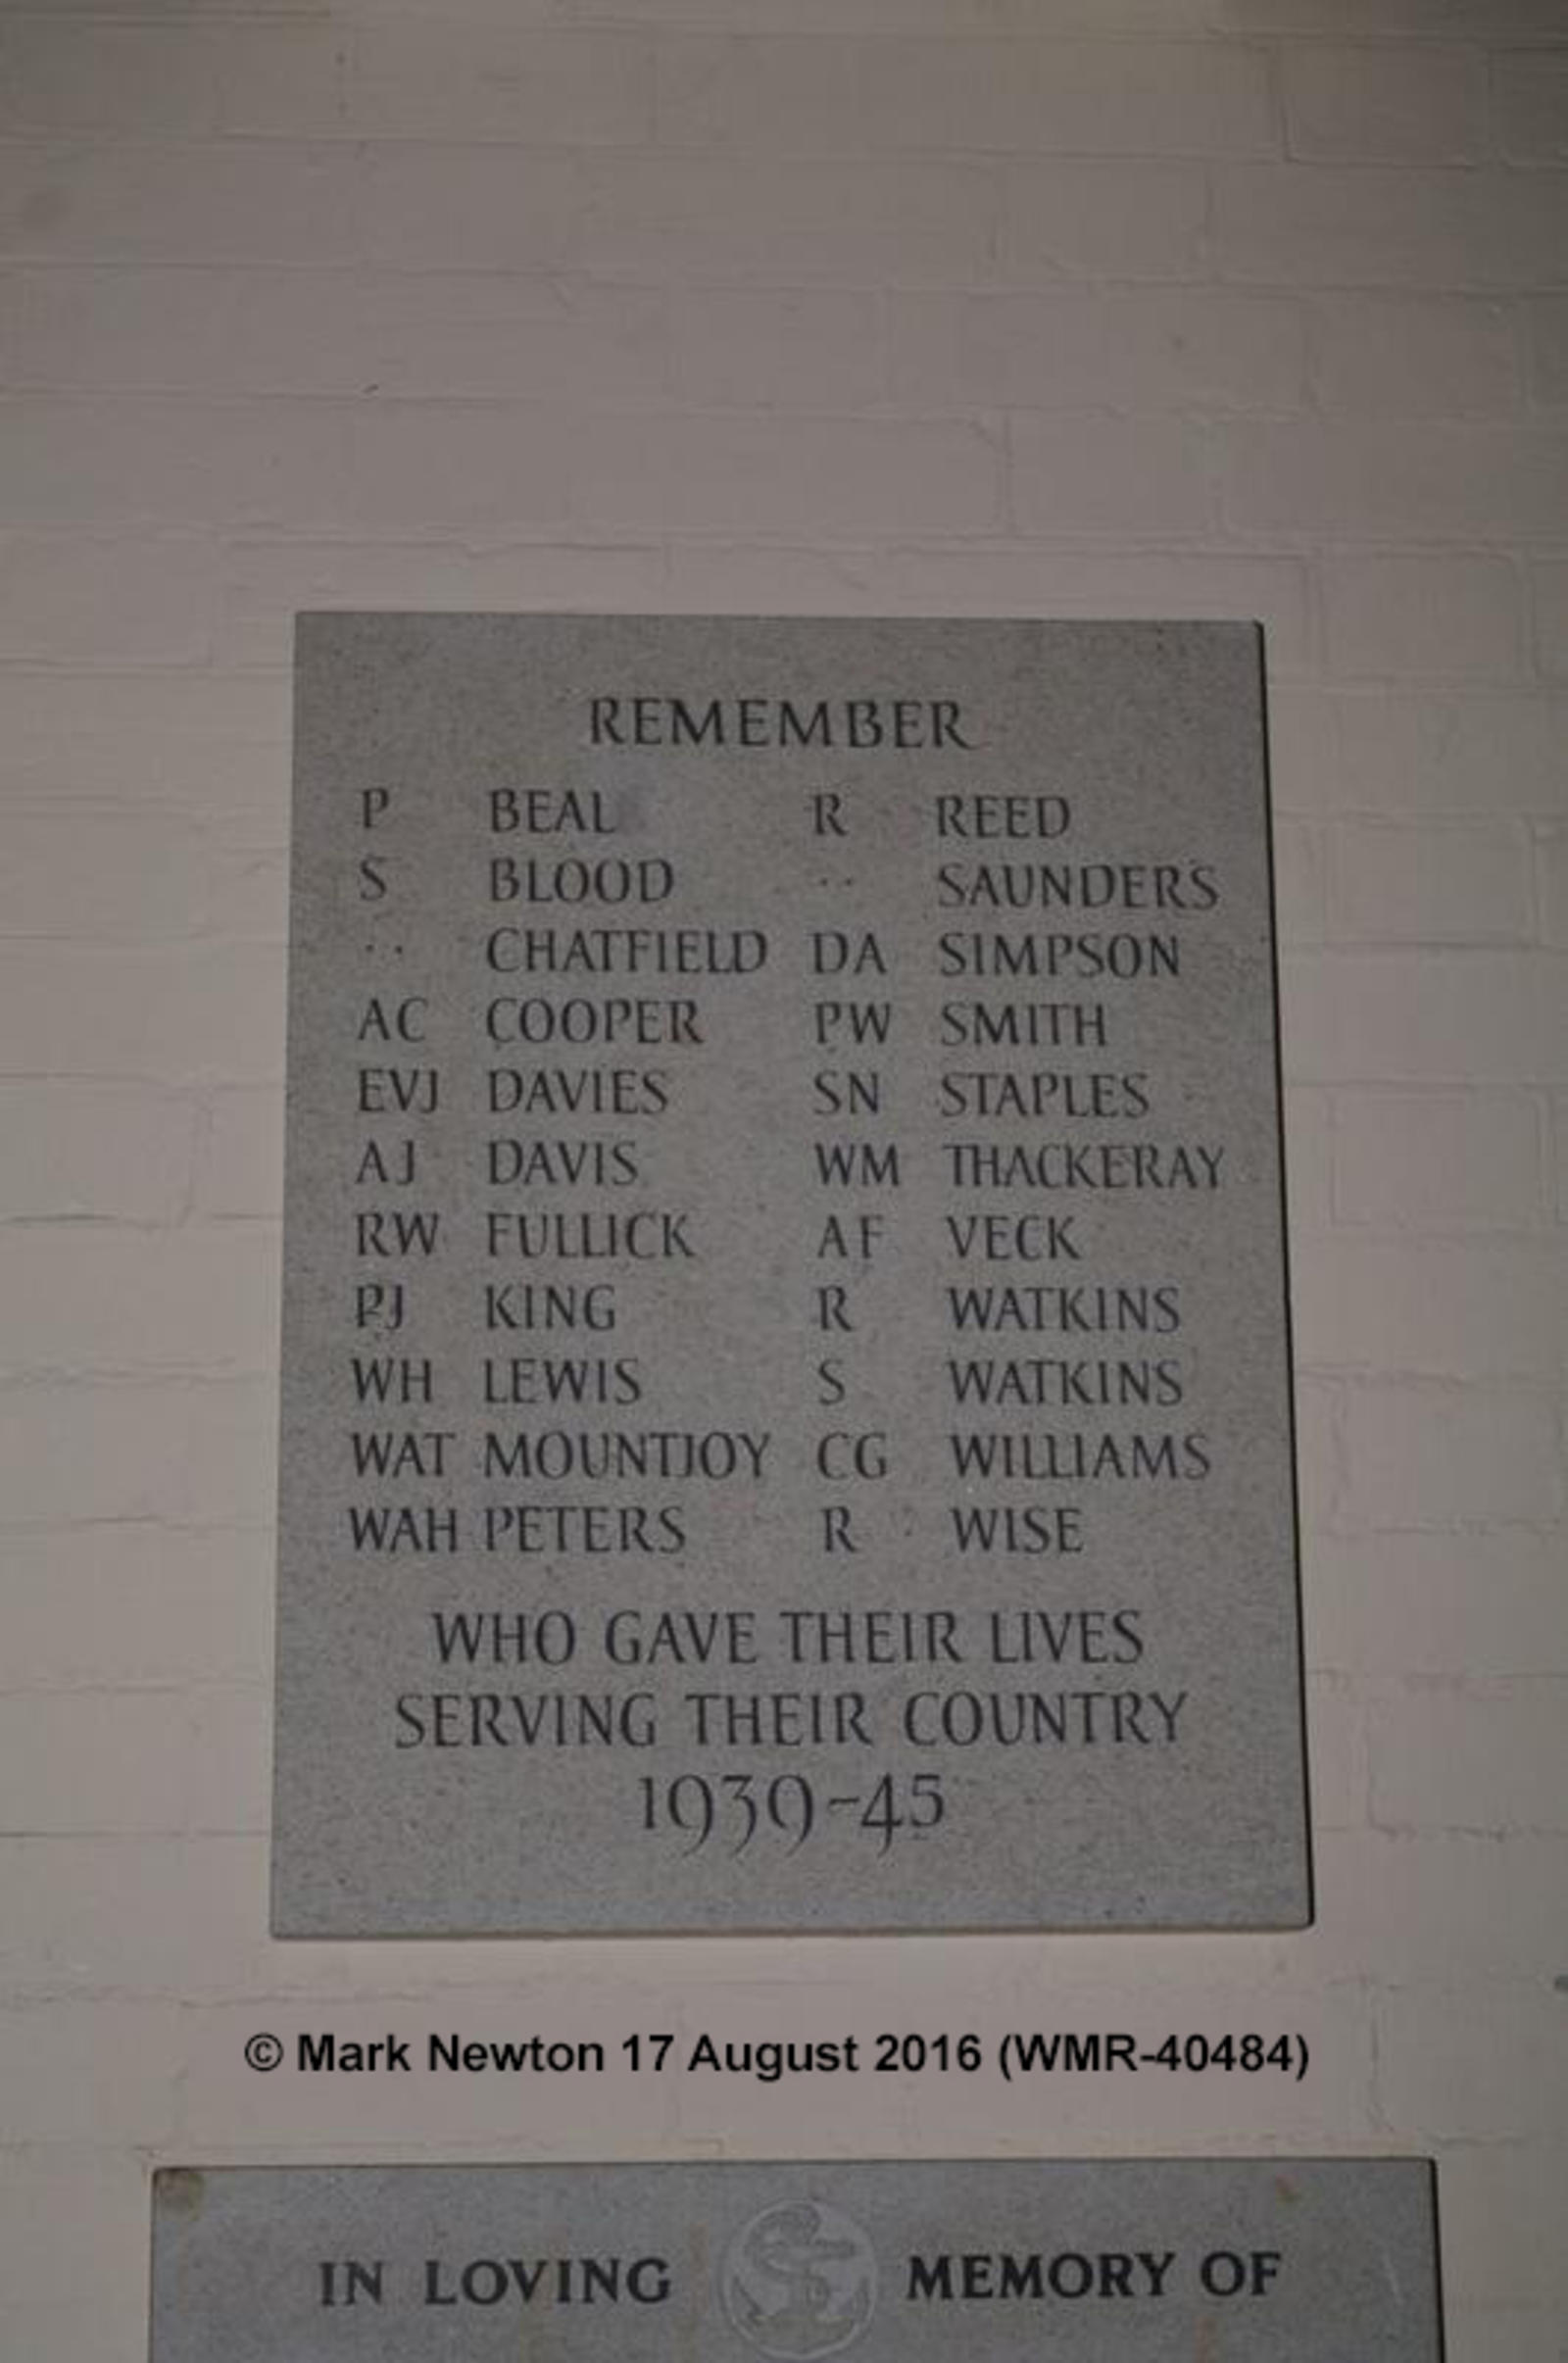 REMEMBER
P BEAL R REED
S BLOOD ·· SAUNDERS
·· CHATFIELD DA SIMPSON
AC COOPER PW SMITH
EVJ DAVIES SN STAPLES
AJ DAVIS WM THACKERAY
RW FULLICK AF VECK
PJ KING R WATKINS
WH LEWIS S WATKINS
WAT MOUNTJOY CG WILLIAMS
WAH PETERS R WISE
WHO GAVE THEIR LIVES
SERVING THEIR COUNTRY
1939-45
© Mark Newton 17 August 2016 (WMR-40484)
IN LOVING MEMORY OF